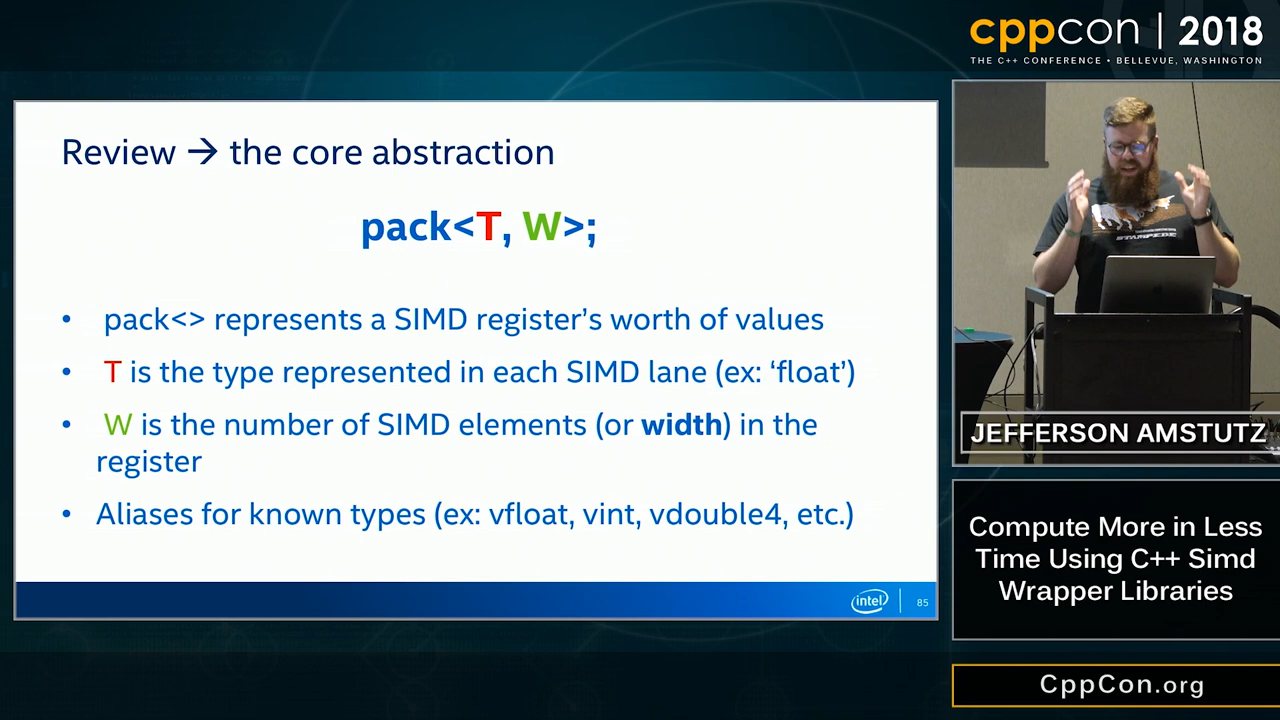 cppcon | 2018
THE C++ CONFERENCE • BELLEVUE, WASHINGTON
Review → the core abstraction
pack<T, W>;
• pack<> represents a SIMD register’s worth of values
• T is the type represented in each SIMD lane (ex: ‘float’)
• W is the number of SIMD elements (or width) in the
register
• Aliases for known types (ex: vfloat, vint, vdouble4, etc.)
intel
85
STAMPEDE
JEFFERSON AMSTUTZ
Compute More in Less
Time Using C++ Simd
Wrapper Libraries
CppCon.org